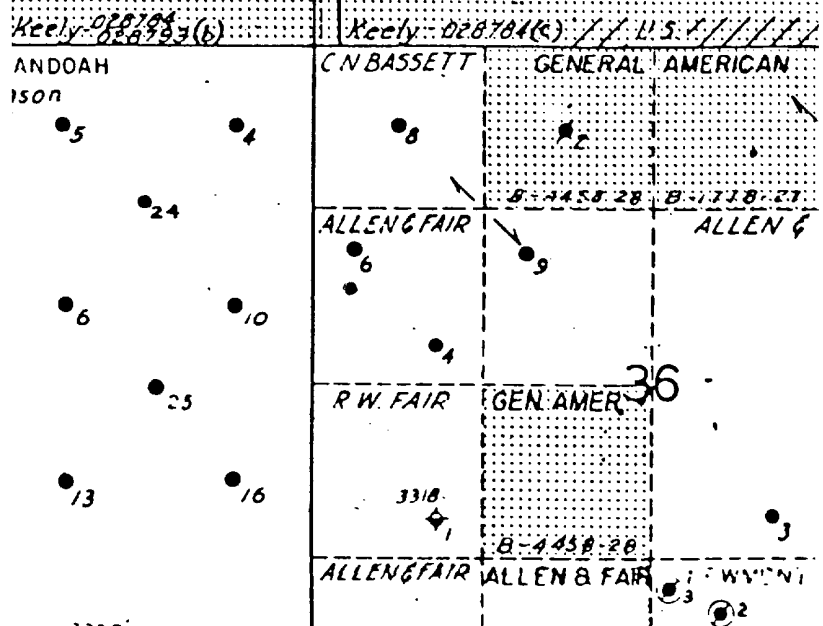 Keely-028784 Keely-028784(c) U.S.
028793(b)
ANDOAH C N BASSETT GENERAL AMERICAN
nson
5 4 8 2
24
B-4458-28
ALLEN & FAIR ALLEN &
6 9
6 10
4
36
25 R. W. FAIR GEN. AMER.
13 16 3318
1 3
B-4458-28
ALLEN & FAIR ALLEN & FAIR
3
2